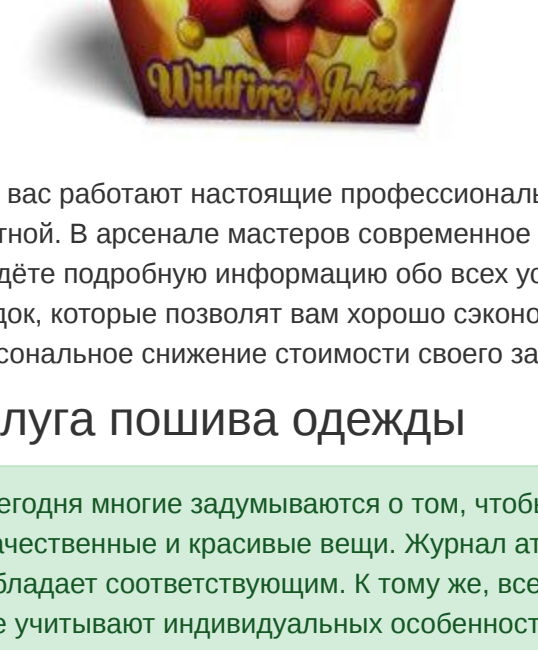 Wildfire Joker
вас работают настоящие профессионал
тной. В арсенале мастеров современное
дёте подробную информацию обо всех ус
док, которые позволят вам хорошо сэконо
сональное снижение стоимости своего за
луга пошива одежды
егодня многие задумываются о том, чтобы
ачественные и красивые вещи. Журнал ат
бладает соответствующим. К тому же, все
е учитывают индивидуальных особенност